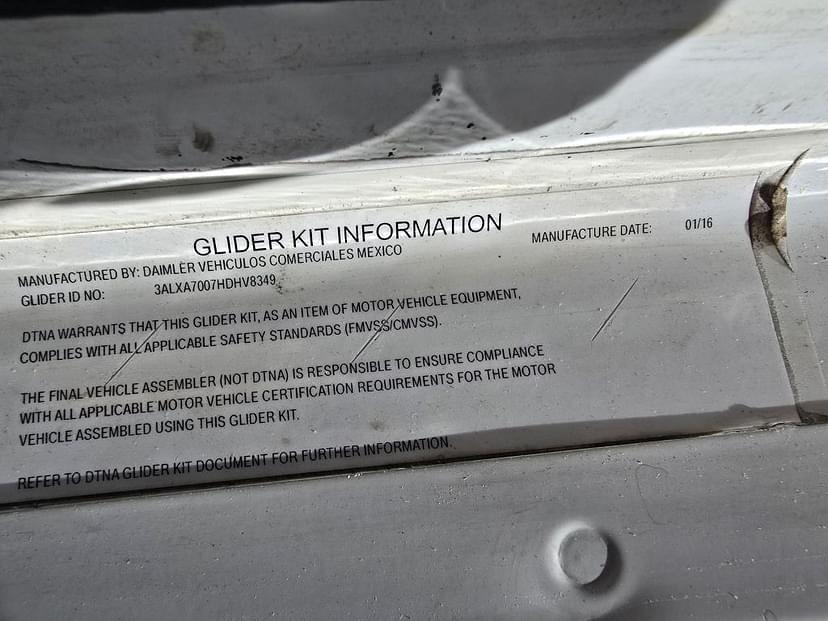 GLIDER KIT INFORMATION
MANUFACTURED BY: DAIMLER VEHICULOS COMERCIALES MEXICO
MANUFACTURE DATE: 01/16
GLIDER ID NO: 3ALXA7007HDHV8349
DTNA WARRANTS THAT THIS GLIDER KIT, AS AN ITEM OF MOTOR VEHICLE EQUIPMENT,
COMPLIES WITH ALL APPLICABLE SAFETY STANDARDS (FMVSS/CMVSS).
THE FINAL VEHICLE ASSEMBLER (NOT DTNA) IS RESPONSIBLE TO ENSURE COMPLIANCE
WITH ALL APPLICABLE MOTOR VEHICLE CERTIFICATION REQUIREMENTS FOR THE MOTOR
VEHICLE ASSEMBLED USING THIS GLIDER KIT.
REFER TO DTNA GLIDER KIT DOCUMENT FOR FURTHER INFORMATION.